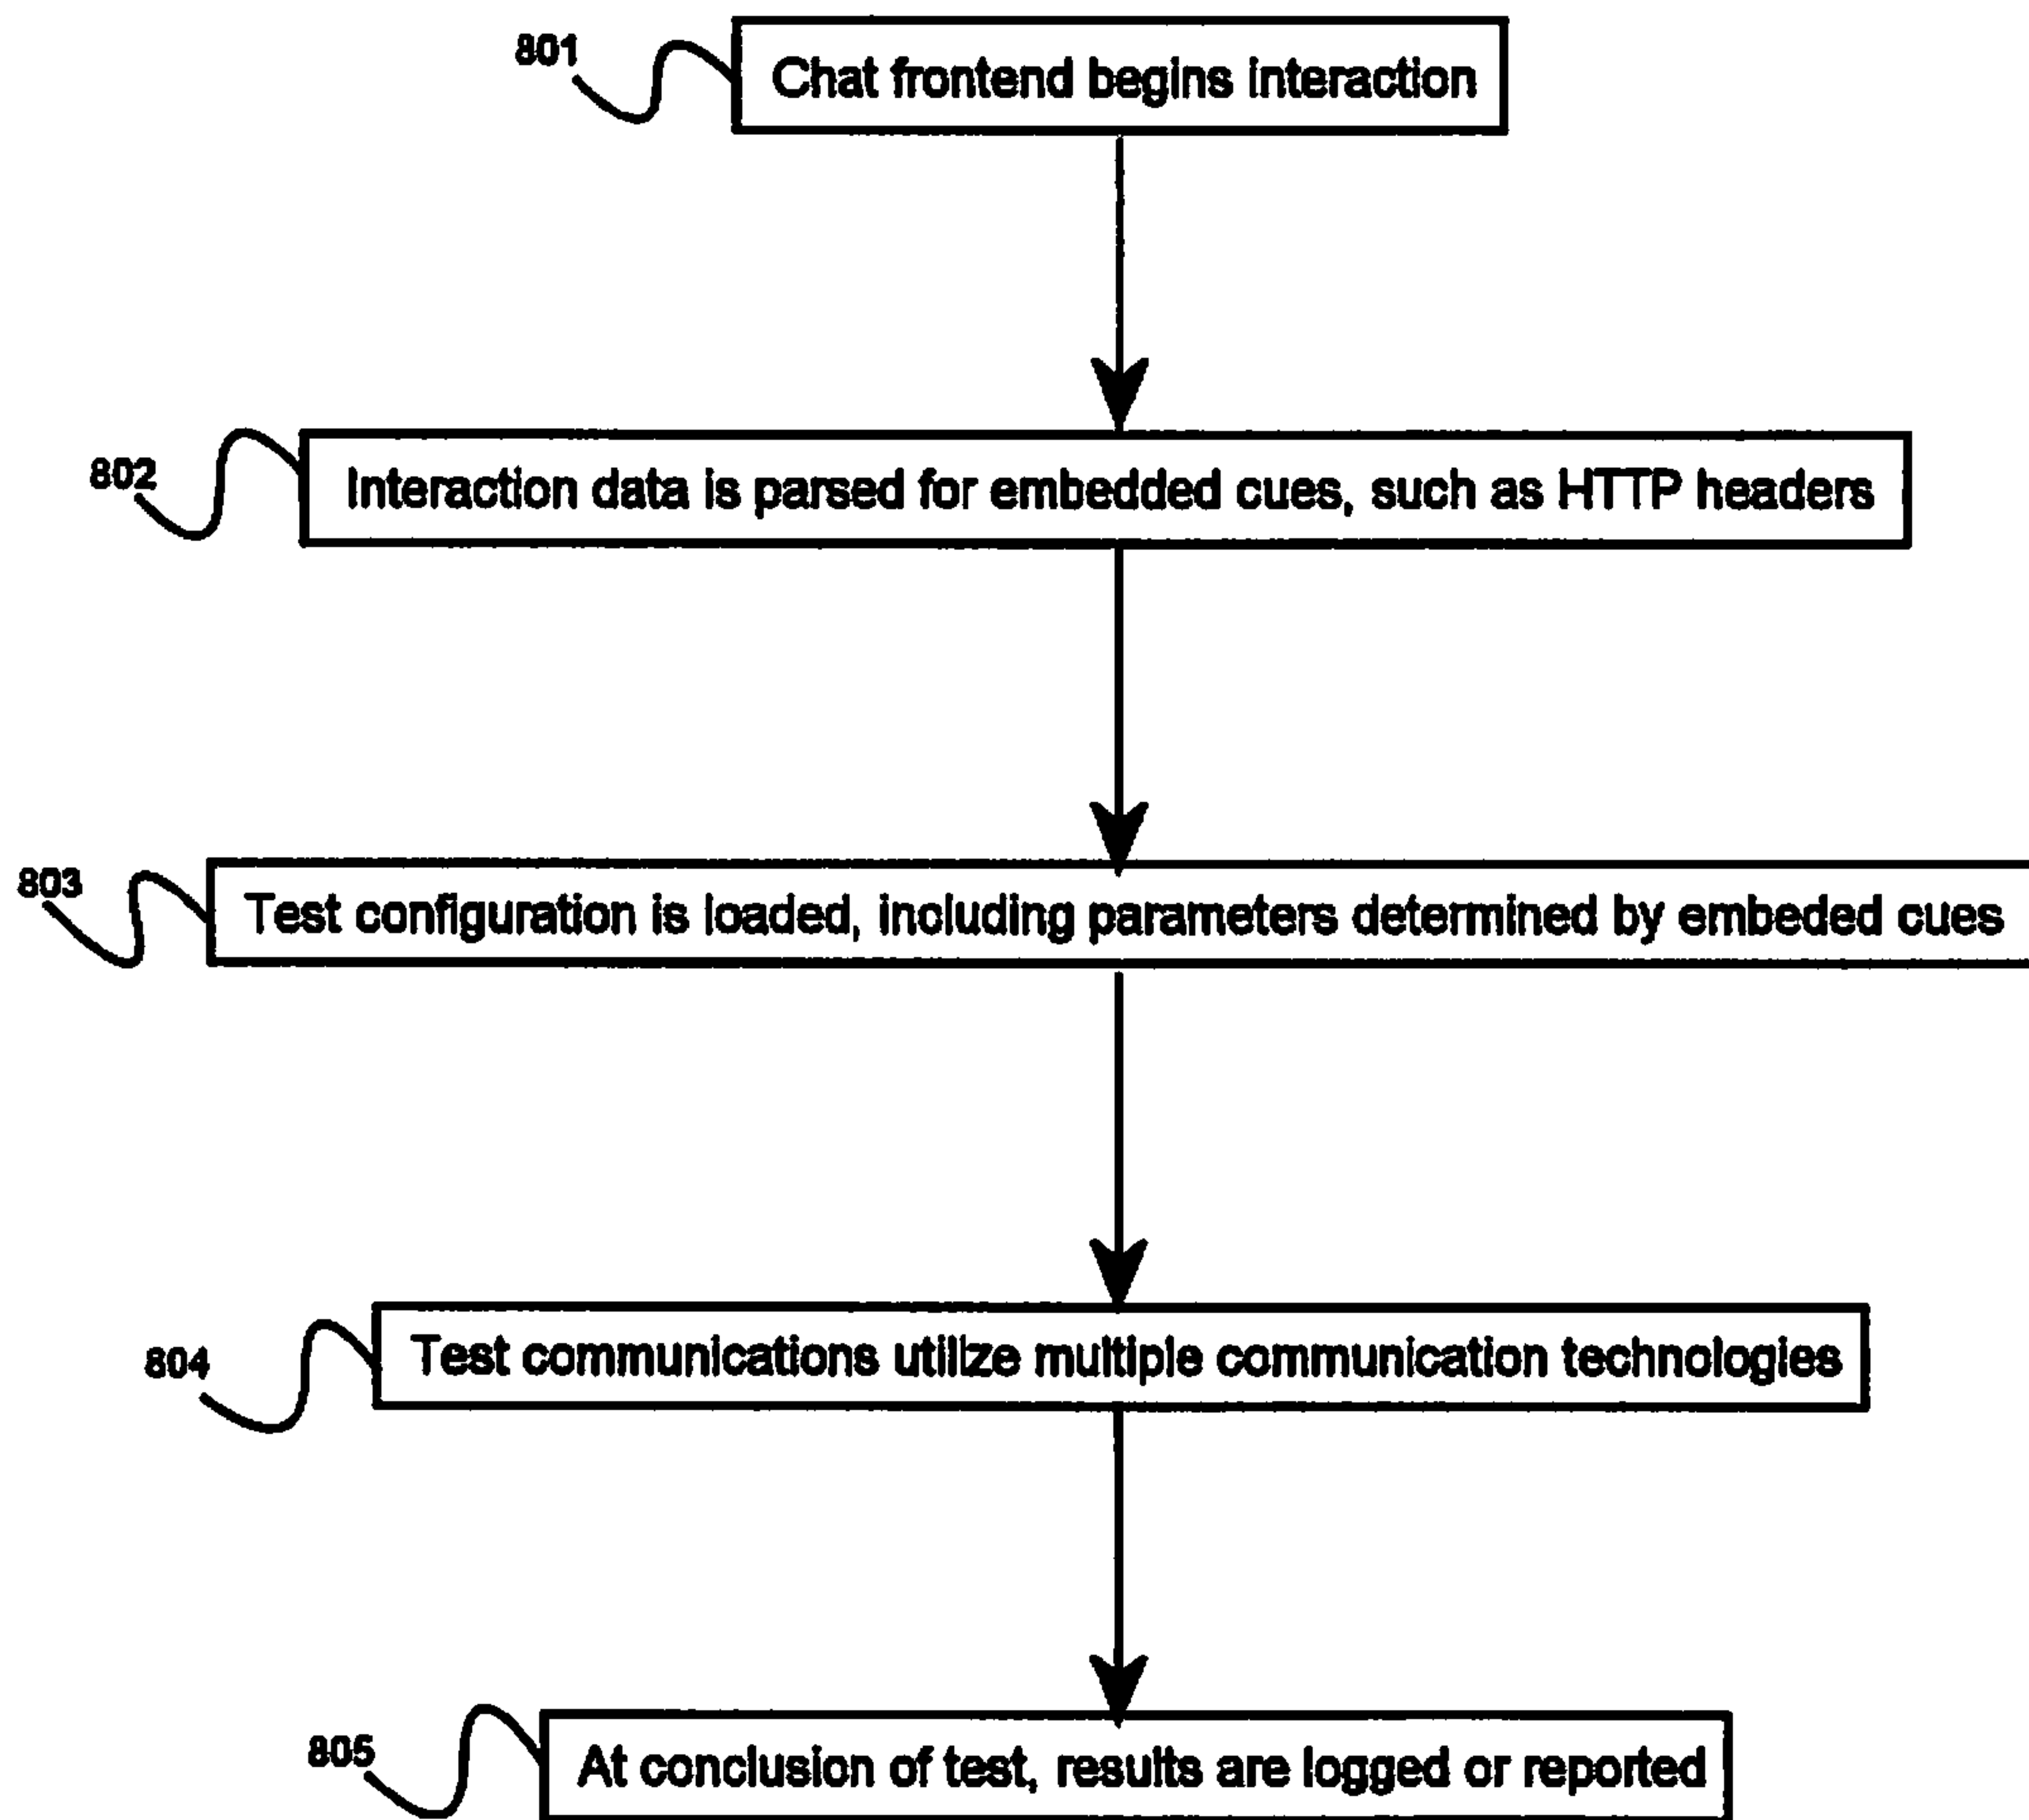 801
Chat frontend begins interaction
802
Interaction data is parsed for embedded cues, such as HTTP headers
803
Test configuration is loaded, including parameters determined by embeded cues
804
Test communications utilize multiple communication technologies
805
At conclusion of test, results are logged or reported